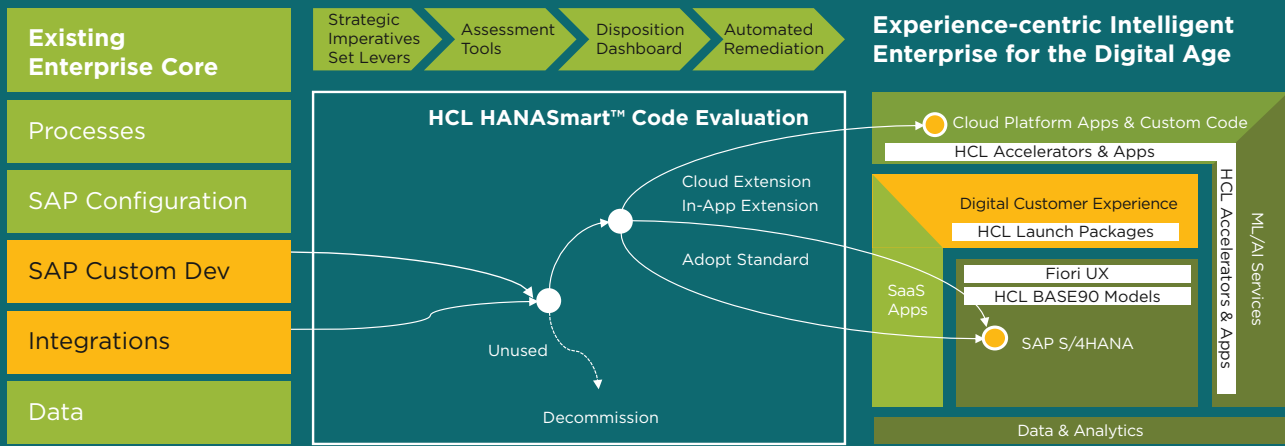 Existing
Enterprise Core
Processes
SAP Configuration
SAP Custom Dev
Integrations
Data
Strategic
Imperatives
Set Levers
Assessment
Tools
Disposition
Dashboard
Automated
Remediation
HCL HANASmart™ Code Evaluation
Cloud Extension
In-App Extension
Adopt Standard
Unused
Decommission
Experience-centric Intelligent
Enterprise for the Digital Age
Cloud Platform Apps & Custom Code
HCL Accelerators & Apps
HCL Accelerators & Apps
ML/AI Services
Digital Customer Experience
HCL Launch Packages
SaaS
Apps
Fiori UX
HCL BASE90 Models
SAP S/4HANA
Data & Analytics